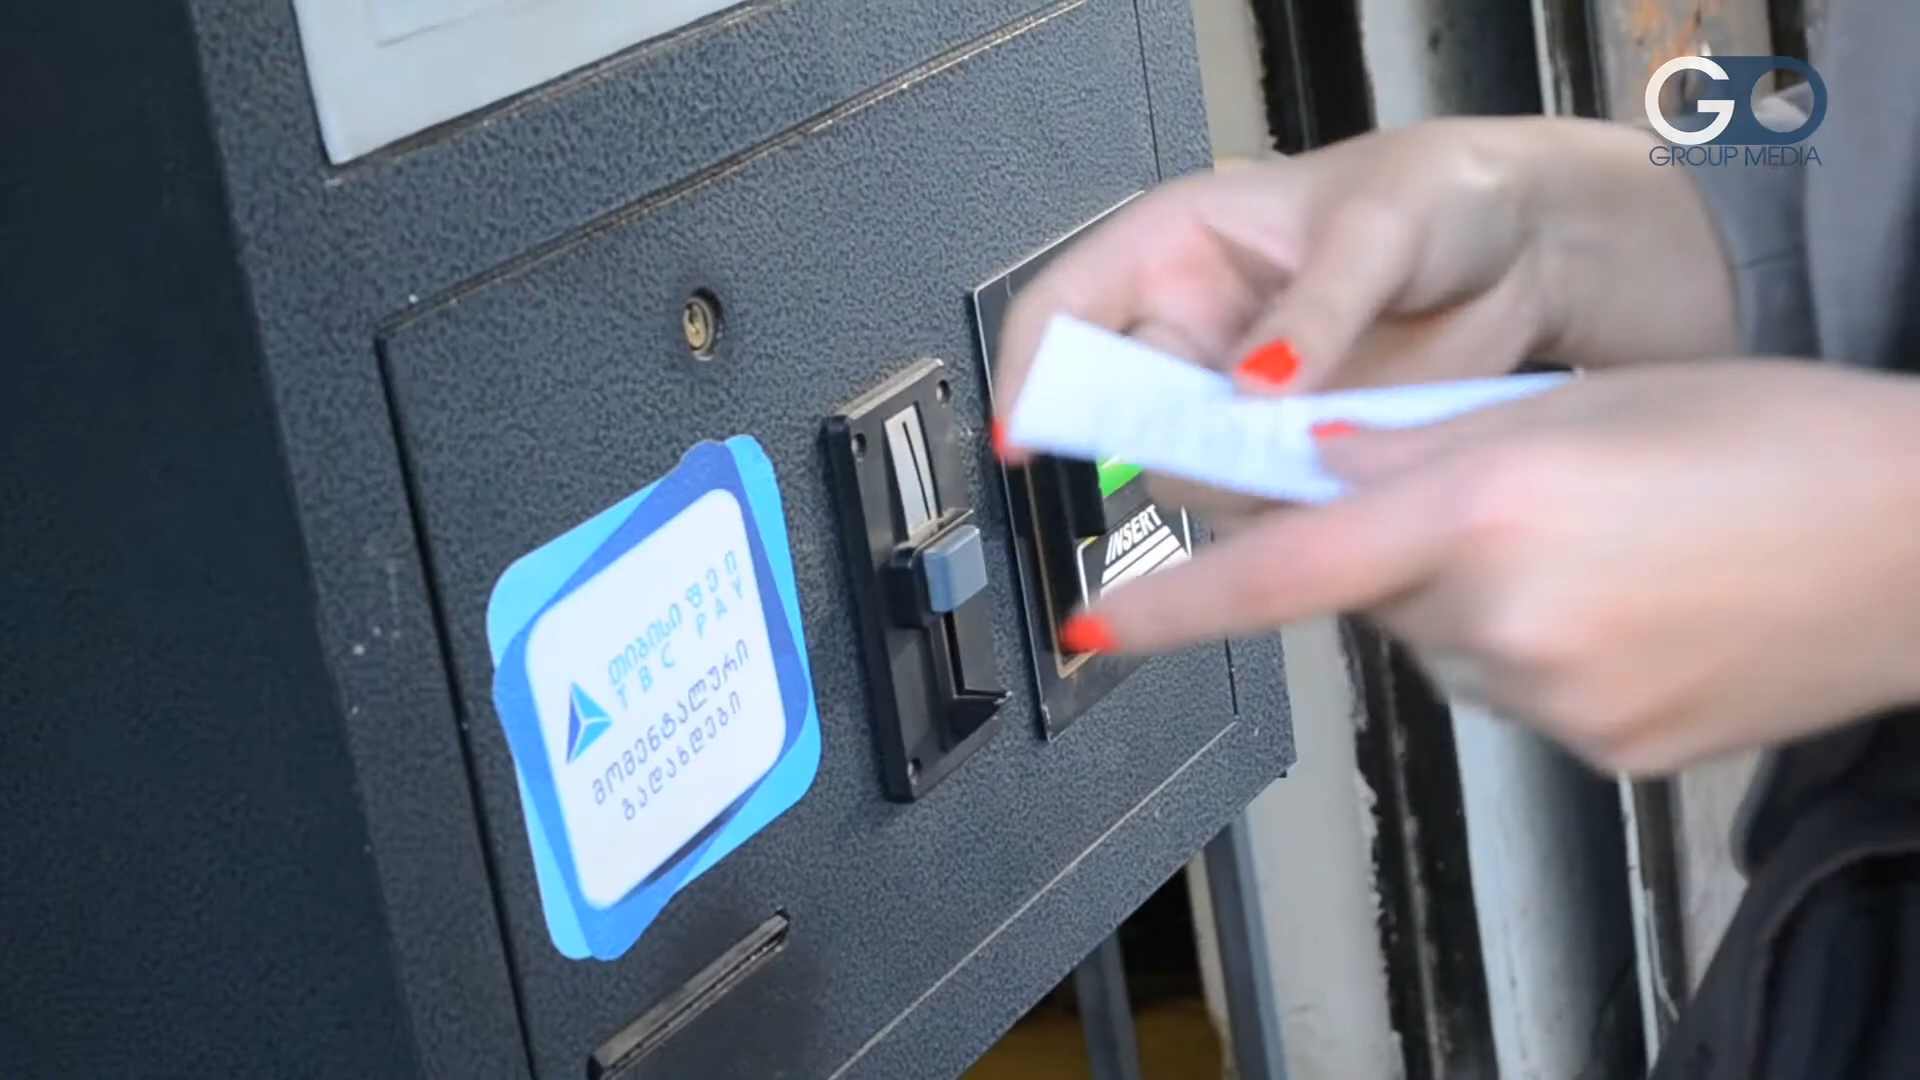 GO
GROUP MEDIA
INSERT
თიბისი ფეი
TBC PAY
მომენტალური
გადახდები